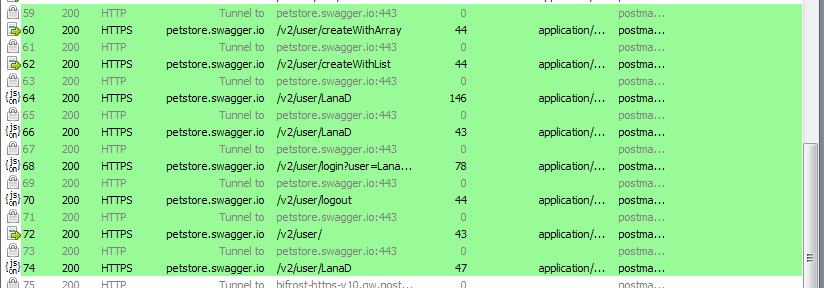 59 200 HTTP Tunnel to petstore.swagger.io:443 0 postma...
60 200 HTTPS petstore.swagger.io /v2/user/createWithArray 44 application/... postma...
61 200 HTTP Tunnel to petstore.swagger.io:443 0 postma...
62 200 HTTPS petstore.swagger.io /v2/user/createWithList 44 application/... postma...
63 200 HTTP Tunnel to petstore.swagger.io:443 0 postma...
{js on} 64 200 HTTPS petstore.swagger.io /v2/user/LanaD 146 application/... postma...
65 200 HTTP Tunnel to petstore.swagger.io:443 0 postma...
{js on} 66 200 HTTPS petstore.swagger.io /v2/user/LanaD 43 application/... postma...
67 200 HTTP Tunnel to petstore.swagger.io:443 0 postma...
{js on} 68 200 HTTPS petstore.swagger.io /v2/user/login?user=Lana... 78 application/... postma...
69 200 HTTP Tunnel to petstore.swagger.io:443 0 postma...
{js on} 70 200 HTTPS petstore.swagger.io /v2/user/logout 44 application/... postma...
71 200 HTTP Tunnel to petstore.swagger.io:443 0 postma...
72 200 HTTPS petstore.swagger.io /v2/user/ 43 application/... postma...
73 200 HTTP Tunnel to petstore.swagger.io:443 0 postma...
{js on} 74 200 HTTPS petstore.swagger.io /v2/user/LanaD 47 application/... postma...
75 200 HTTP Tunnel to bifrost-https-v10.gw.post... 0 postma...